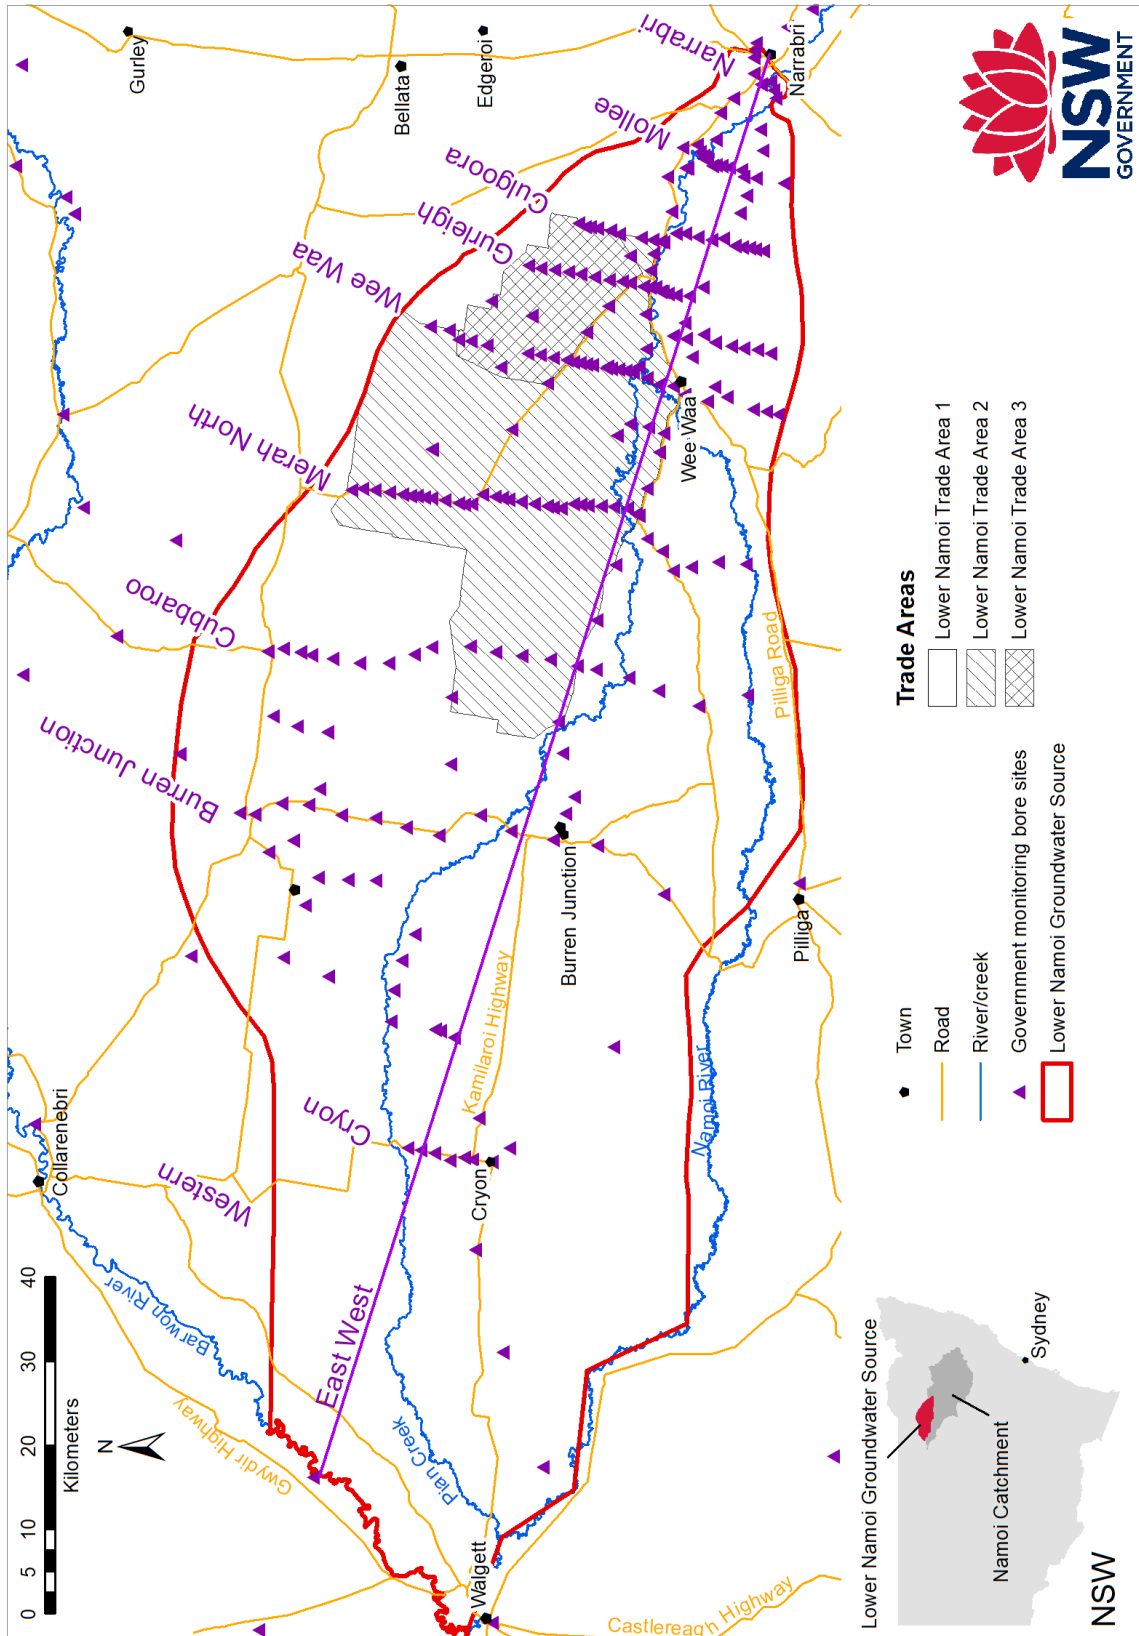 Gurley
Bellata
Edgeroi
Narrabri
Narrabri
Mollee
Culgoora
Gurleigh
Wee Waa
Merah North
Cubbaroo
Burren Junction
Cryon
Western
East West
Collarenebri
Wee Waa
Burren Junction
Pilliga
Cryon
Walgett
Pilliga Road
Kamilaroi Highway
Namoi River
Barwon River
Gwydir Highway
Pian Creek
Castlereagh Highway
0 5 10 20 30 40
Kilometers
N
Town
Road
River/creek
Government monitoring bore sites
Lower Namoi Groundwater Source
Trade Areas
Lower Namoi Trade Area 1
Lower Namoi Trade Area 2
Lower Namoi Trade Area 3
Lower Namoi Groundwater Source
Namoi Catchment
Sydney
NSW
NSW
GOVERNMENT